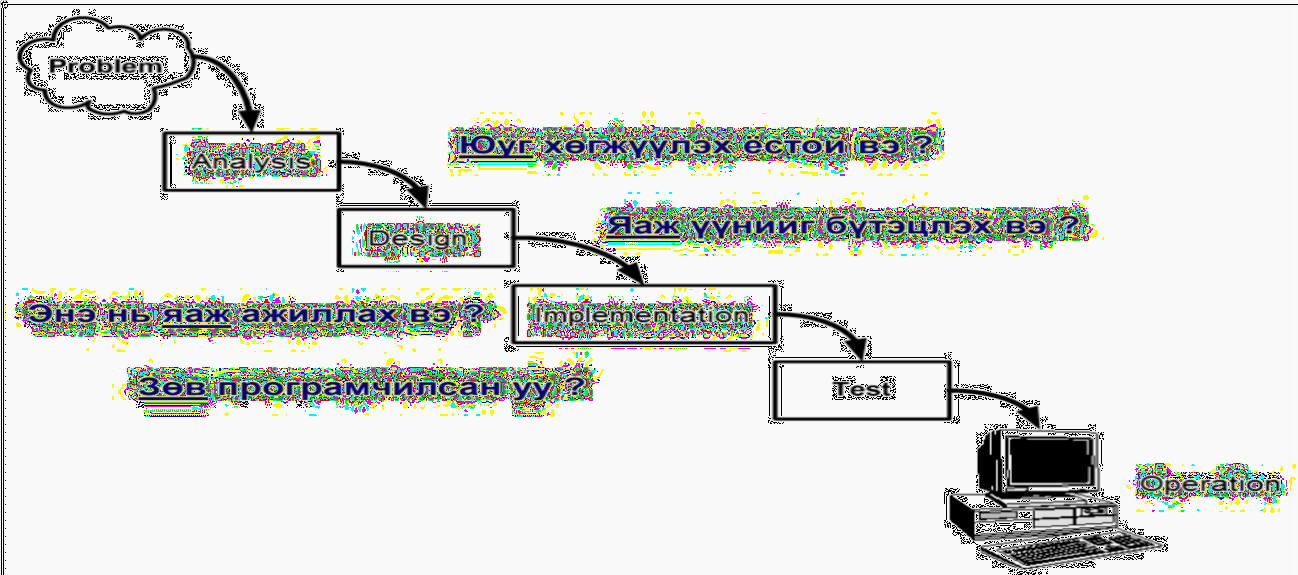 Problem
Analysis
Юуг хөгжүүлэх ёстой вэ ?
Design
Яаж үүнийг бүтэцлэх вэ ?
Implementation
Энэ нь яаж ажиллах вэ ?
Test
Зөв програмчилсан уу ?
Operation